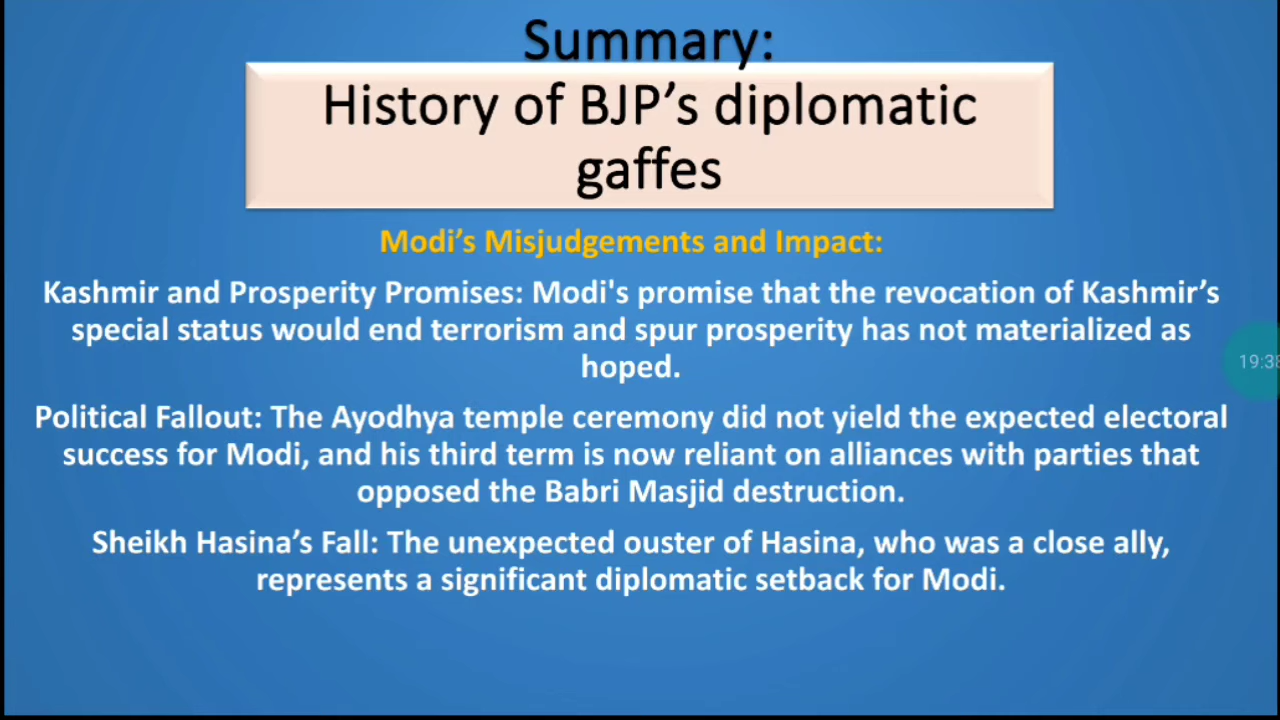 Summary:
History of BJP’s diplomatic
gaffes
Modi’s Misjudgements and Impact:
Kashmir and Prosperity Promises: Modi's promise that the revocation of Kashmir’s
special status would end terrorism and spur prosperity has not materialized as
hoped.
Political Fallout: The Ayodhya temple ceremony did not yield the expected electoral
success for Modi, and his third term is now reliant on alliances with parties that
opposed the Babri Masjid destruction.
Sheikh Hasina’s Fall: The unexpected ouster of Hasina, who was a close ally,
represents a significant diplomatic setback for Modi.
19:38